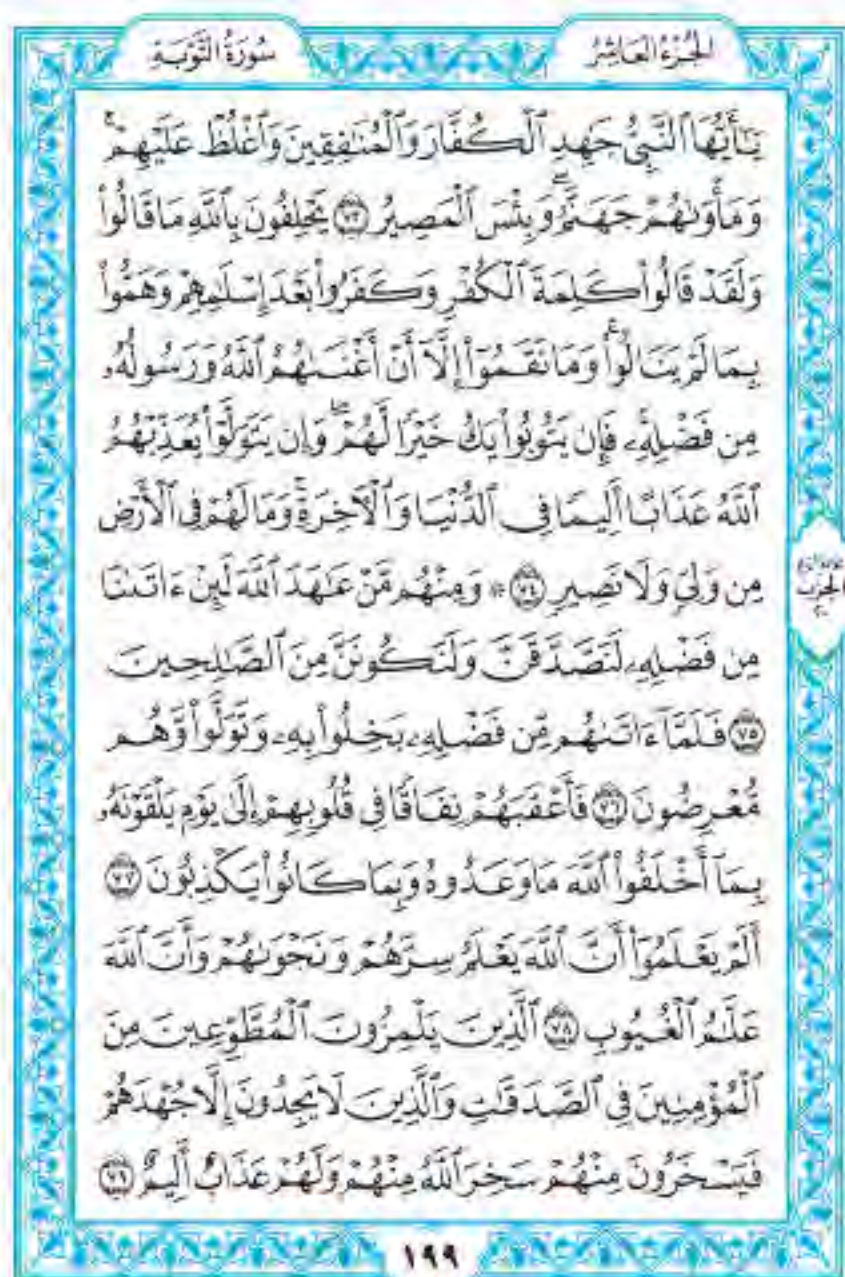 الجُزْءُ العَاشِرُ
سُورَةُ التَّوْبَةِ
يَٰٓأَيُّهَا ٱلنَّبِىُّ جَٰهِدِ ٱلْكُفَّارَ وَٱلْمُنَٰفِقِينَ وَٱغْلُظْ عَلَيْهِمْ ۚ
وَمَأْوَىٰهُمْ جَهَنَّمُ ۖ وَبِئْسَ ٱلْمَصِيرُ ٧٣ يَحْلِفُونَ بِٱللَّهِ مَا قَالُوا۟
وَلَقَدْ قَالُوا۟ كَلِمَةَ ٱلْكُفْرِ وَكَفَرُوا۟ بَعْدَ إِسْلَٰمِهِمْ وَهَمُّوا۟
بِمَا لَمْ يَنَالُوا۟ ۚ وَمَا نَقَمُوٓا۟ إِلَّآ أَنْ أَغْنَىٰهُمُ ٱللَّهُ وَرَسُولُهُۥ
مِن فَضْلِهِۦ ۚ فَإِن يَتُوبُوا۟ يَكُ خَيْرًا لَّهُمْ ۖ وَإِن يَتَوَلَّوْا۟ يُعَذِّبْهُمُ
ٱللَّهُ عَذَابًا أَلِيمًا فِى ٱلدُّنْيَا وَٱلْءَاخِرَةِ ۚ وَمَا لَهُمْ فِى ٱلْأَرْضِ
مِن وَلِىٍّ وَلَا نَصِيرٍ ٧٤ ۞ وَمِنْهُم مَّنْ عَٰهَدَ ٱللَّهَ لَئِنْ ءَاتَىٰنَا
مِن فَضْلِهِۦ لَنَصَّدَّقَنَّ وَلَنَكُونَنَّ مِنَ ٱلصَّٰلِحِينَ
٧٥ فَلَمَّآ ءَاتَىٰهُم مِّن فَضْلِهِۦ بَخِلُوا۟ بِهِۦ وَتَوَلَّوا۟ وَّهُم
مُّعْرِضُونَ ٧٦ فَأَعْقَبَهُمْ نِفَاقًا فِى قُلُوبِهِمْ إِلَىٰ يَوْمِ يَلْقَوْنَهُۥ
بِمَآ أَخْلَفُوا۟ ٱللَّهَ مَا وَعَدُوهُ وَبِمَا كَانُوا۟ يَكْذِبُونَ ٧٧
أَلَمْ يَعْلَمُوٓا۟ أَنَّ ٱللَّهَ يَعْلَمُ سِرَّهُمْ وَنَجْوَىٰهُمْ وَأَنَّ ٱللَّهَ
عَلَّٰمُ ٱلْغُيُوبِ ٧٨ ٱلَّذِينَ يَلْمِزُونَ ٱلْمُطَّوِّعِينَ مِنَ
ٱلْمُؤْمِنِينَ فِى ٱلصَّدَقَٰتِ وَٱلَّذِينَ لَا يَجِدُونَ إِلَّا جُهْدَهُمْ
فَيَسْخَرُونَ مِنْهُمْ ۙ سَخِرَ ٱللَّهُ مِنْهُمْ وَلَهُمْ عَذَابٌ أَلِيمٌ ٧٩
الحِزْب
١٩٩